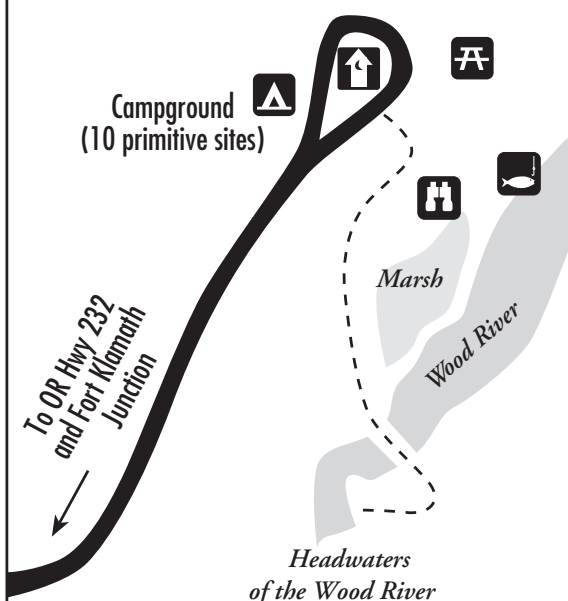 Campground
(10 primitive sites)
Marsh
Wood River
To OR Hwy 232
and Fort Klamath
Junction
Headwaters
of the Wood River